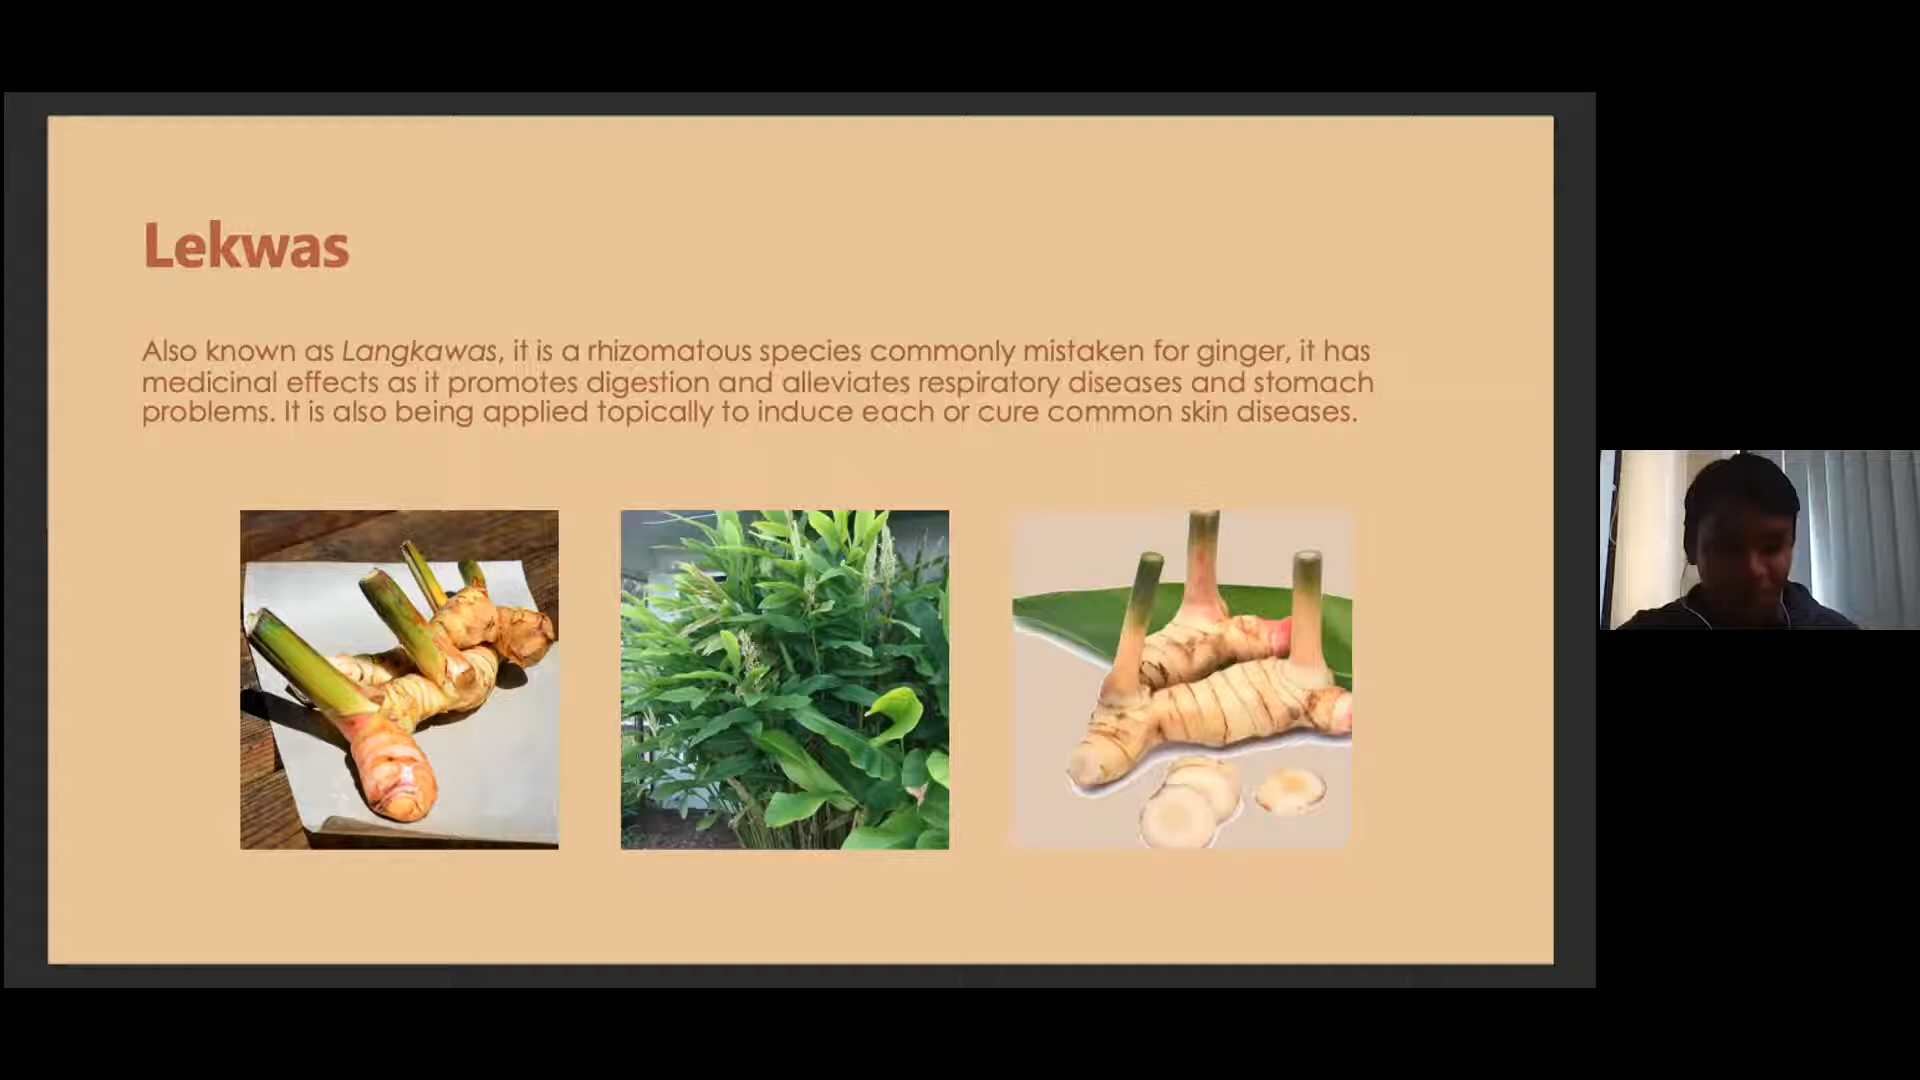 Lekwas
Also known as Langkawas, it is a rhizomatous species commonly mistaken for ginger, it has
medicinal effects as it promotes digestion and alleviates respiratory diseases and stomach
problems. It is also being applied topically to induce each or cure common skin diseases.